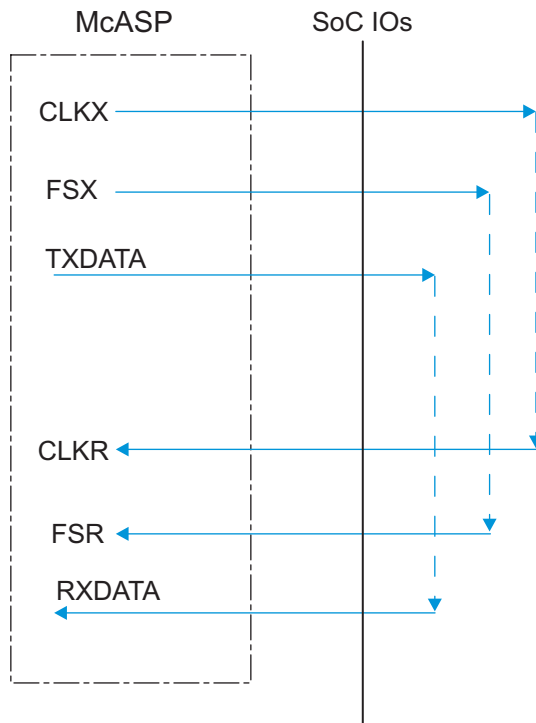 McASP
SoC IOs
CLKX
FSX
TXDATA
CLKR
FSR
RXDATA